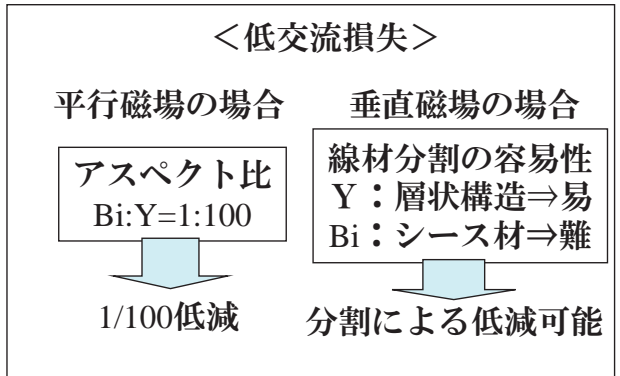 ＜低交流損失＞
平行磁場の場合
アスペクト比
Bi:Y=1:100
1/100低減
垂直磁場の場合
線材分割の容易性
Y：層状構造⇒易
Bi：シース材⇒難
分割による低減可能